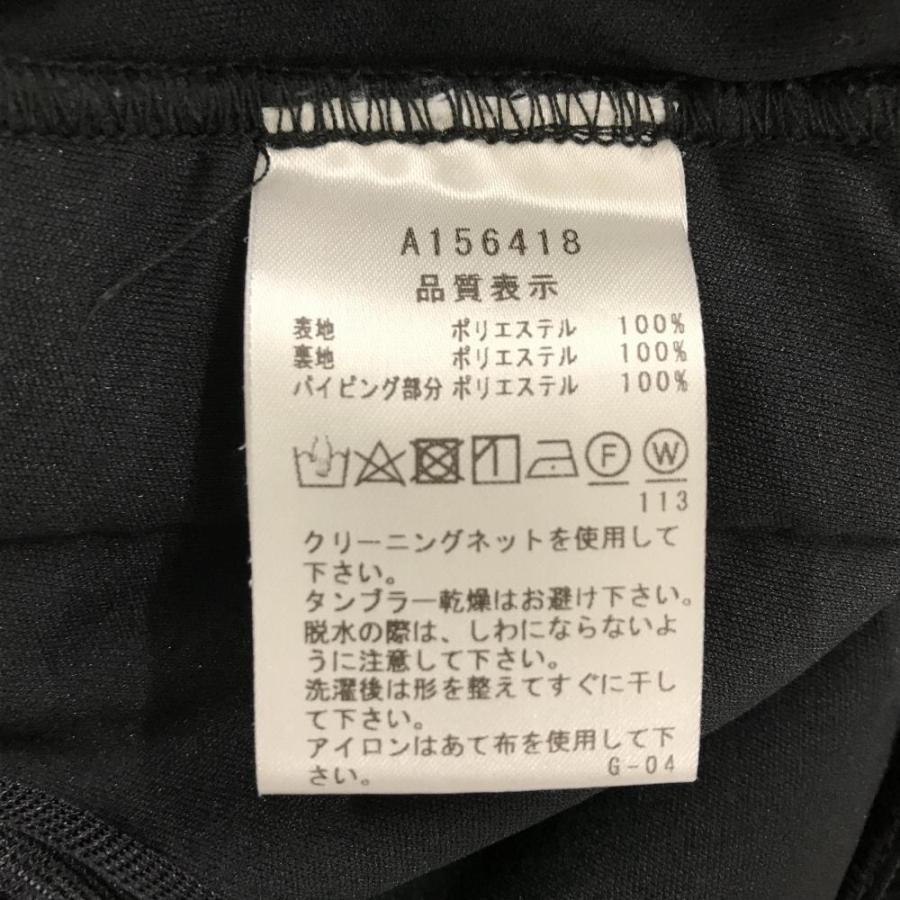 A156418
品質表示
表地 ポリエステル 100%
裏地 ポリエステル 100%
パイピング部分 ポリエステル 100%
F W
113
クリーニングネットを使用して
下さい。
タンブラー乾燥はお避け下さい。
脱水の際は、しわにならないよ
うに注意して下さい。
洗濯後は形を整えてすぐに干し
て下さい。
アイロンはあて布を使用して下
さい。 G-04